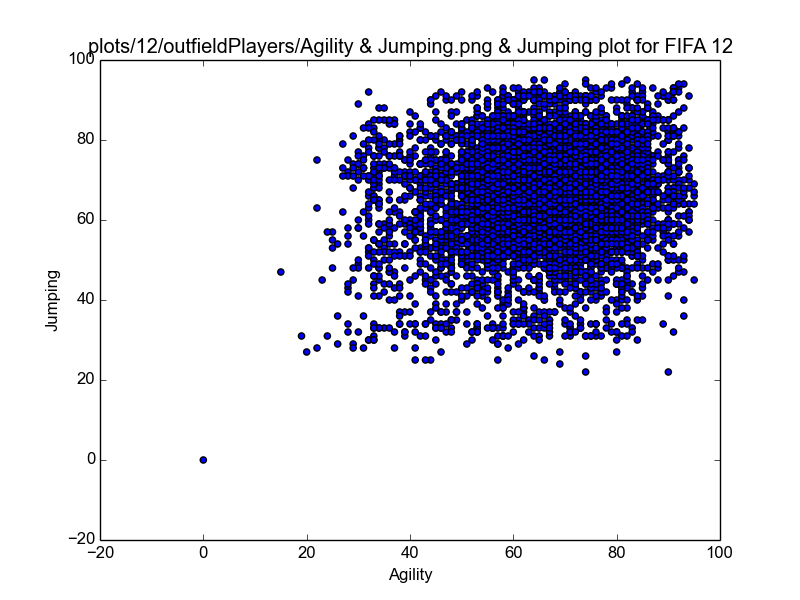 plots/12/outfieldPlayers/Agility & Jumping.png & Jumping plot for FIFA 12
100
80
60
40
20
0
−20
Jumping
−20 0 20 40 60 80 100
Agility